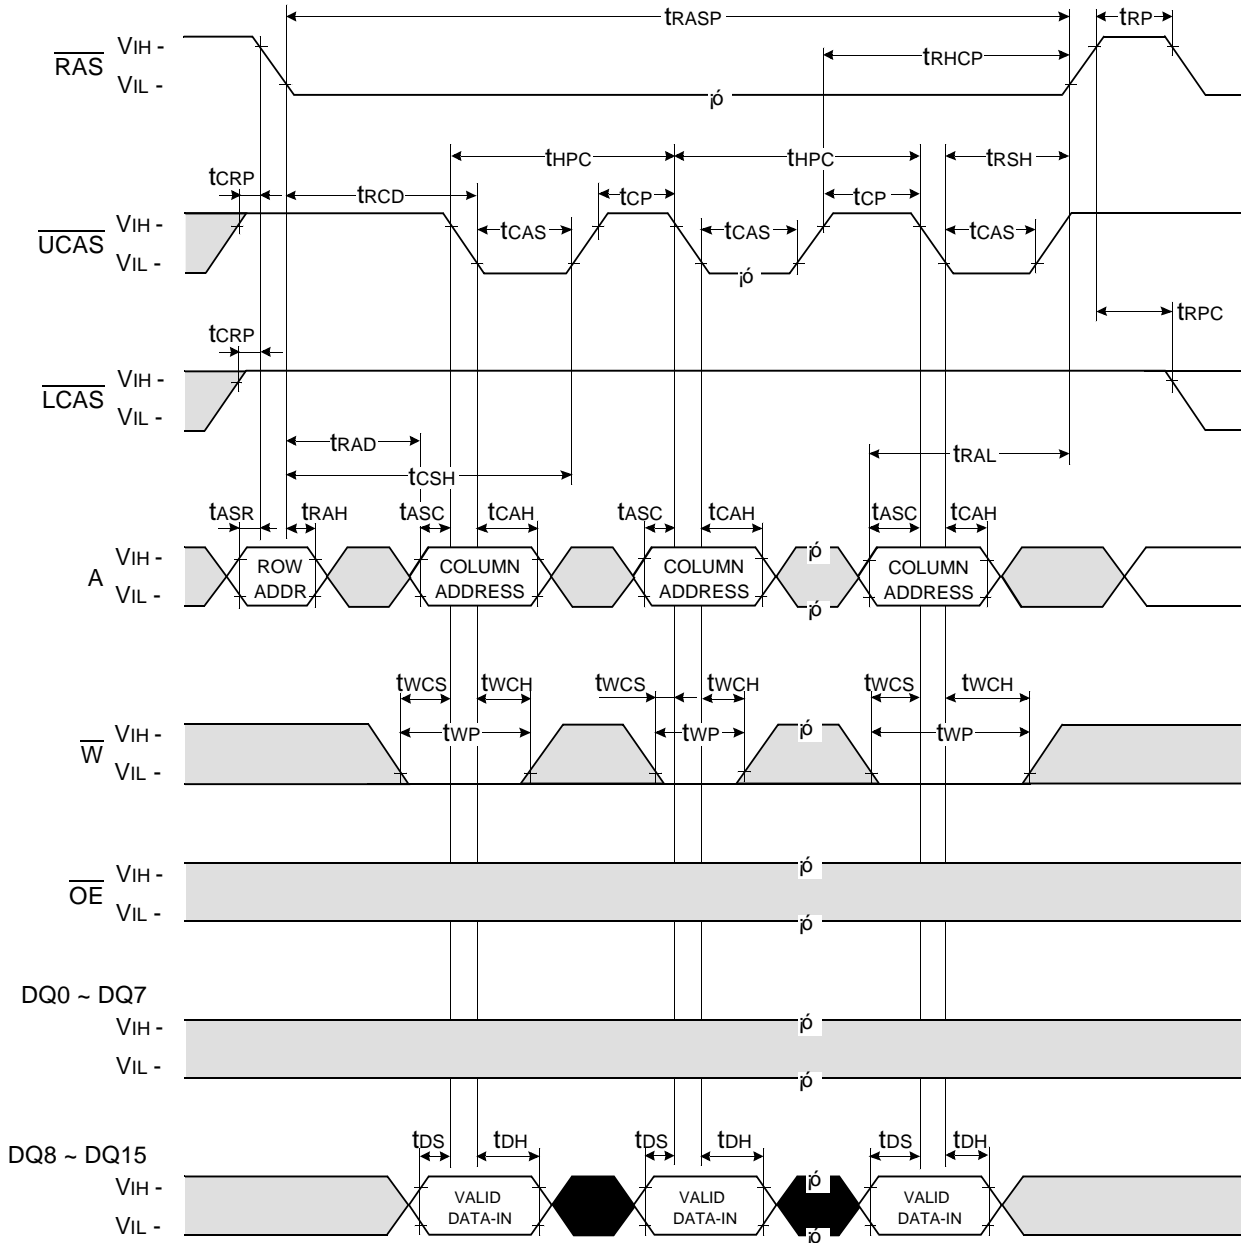 tRASP
tRP
RAS
VIH -
VIL -
tRHCP
¡ó
tHPC
tHPC
tRSH
tCRP
tRCD
tCP
tCP
UCAS
VIH -
VIL -
tCAS
tCAS
tCAS
¡ó
tRPC
tCRP
LCAS
VIH -
VIL -
tRAD
tCSH
tRAL
tASR
tRAH
tASC
tCAH
tASC
tCAH
tASC
tCAH
A
VIH -
VIL -
ROW
ADDR
COLUMN
ADDRESS
COLUMN
ADDRESS
¡ó
¡ó
COLUMN
ADDRESS
tWCS
tWCH
tWCS
tWCH
tWCS
tWCH
W
VIH -
VIL -
tWP
tWP
tWP
¡ó
OE
VIH -
VIL -
¡ó
¡ó
DQ0 ~ DQ7
VIH -
VIL -
¡ó
¡ó
DQ8 ~ DQ15
VIH -
VIL -
tDS
tDH
tDS
tDH
tDS
tDH
VALID
DATA-IN
VALID
DATA-IN
¡ó
¡ó
VALID
DATA-IN